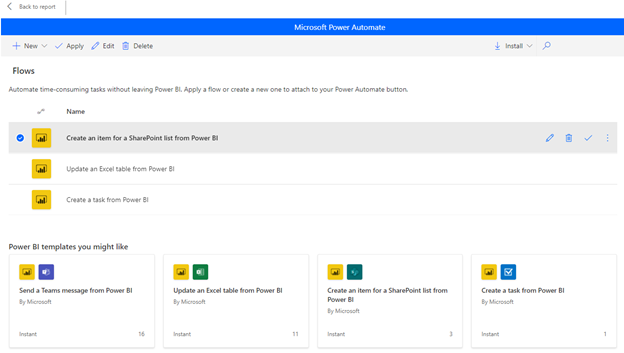 Back to report
Microsoft Power Automate
New Apply Edit Delete Install
Flows
Automate time-consuming tasks without leaving Power BI. Apply a flow or create a new one to attach to your Power Automate button.
Name
Create an item for a SharePoint list from Power BI
Update an Excel table from Power BI
Create a task from Power BI
Power BI templates you might like
Send a Teams message from Power BI
By Microsoft
Instant 16
Update an Excel table from Power BI
By Microsoft
Instant 11
Create an item for a SharePoint list from
Power BI
By Microsoft
Instant 3
Create a task from Power BI
By Microsoft
Instant 1